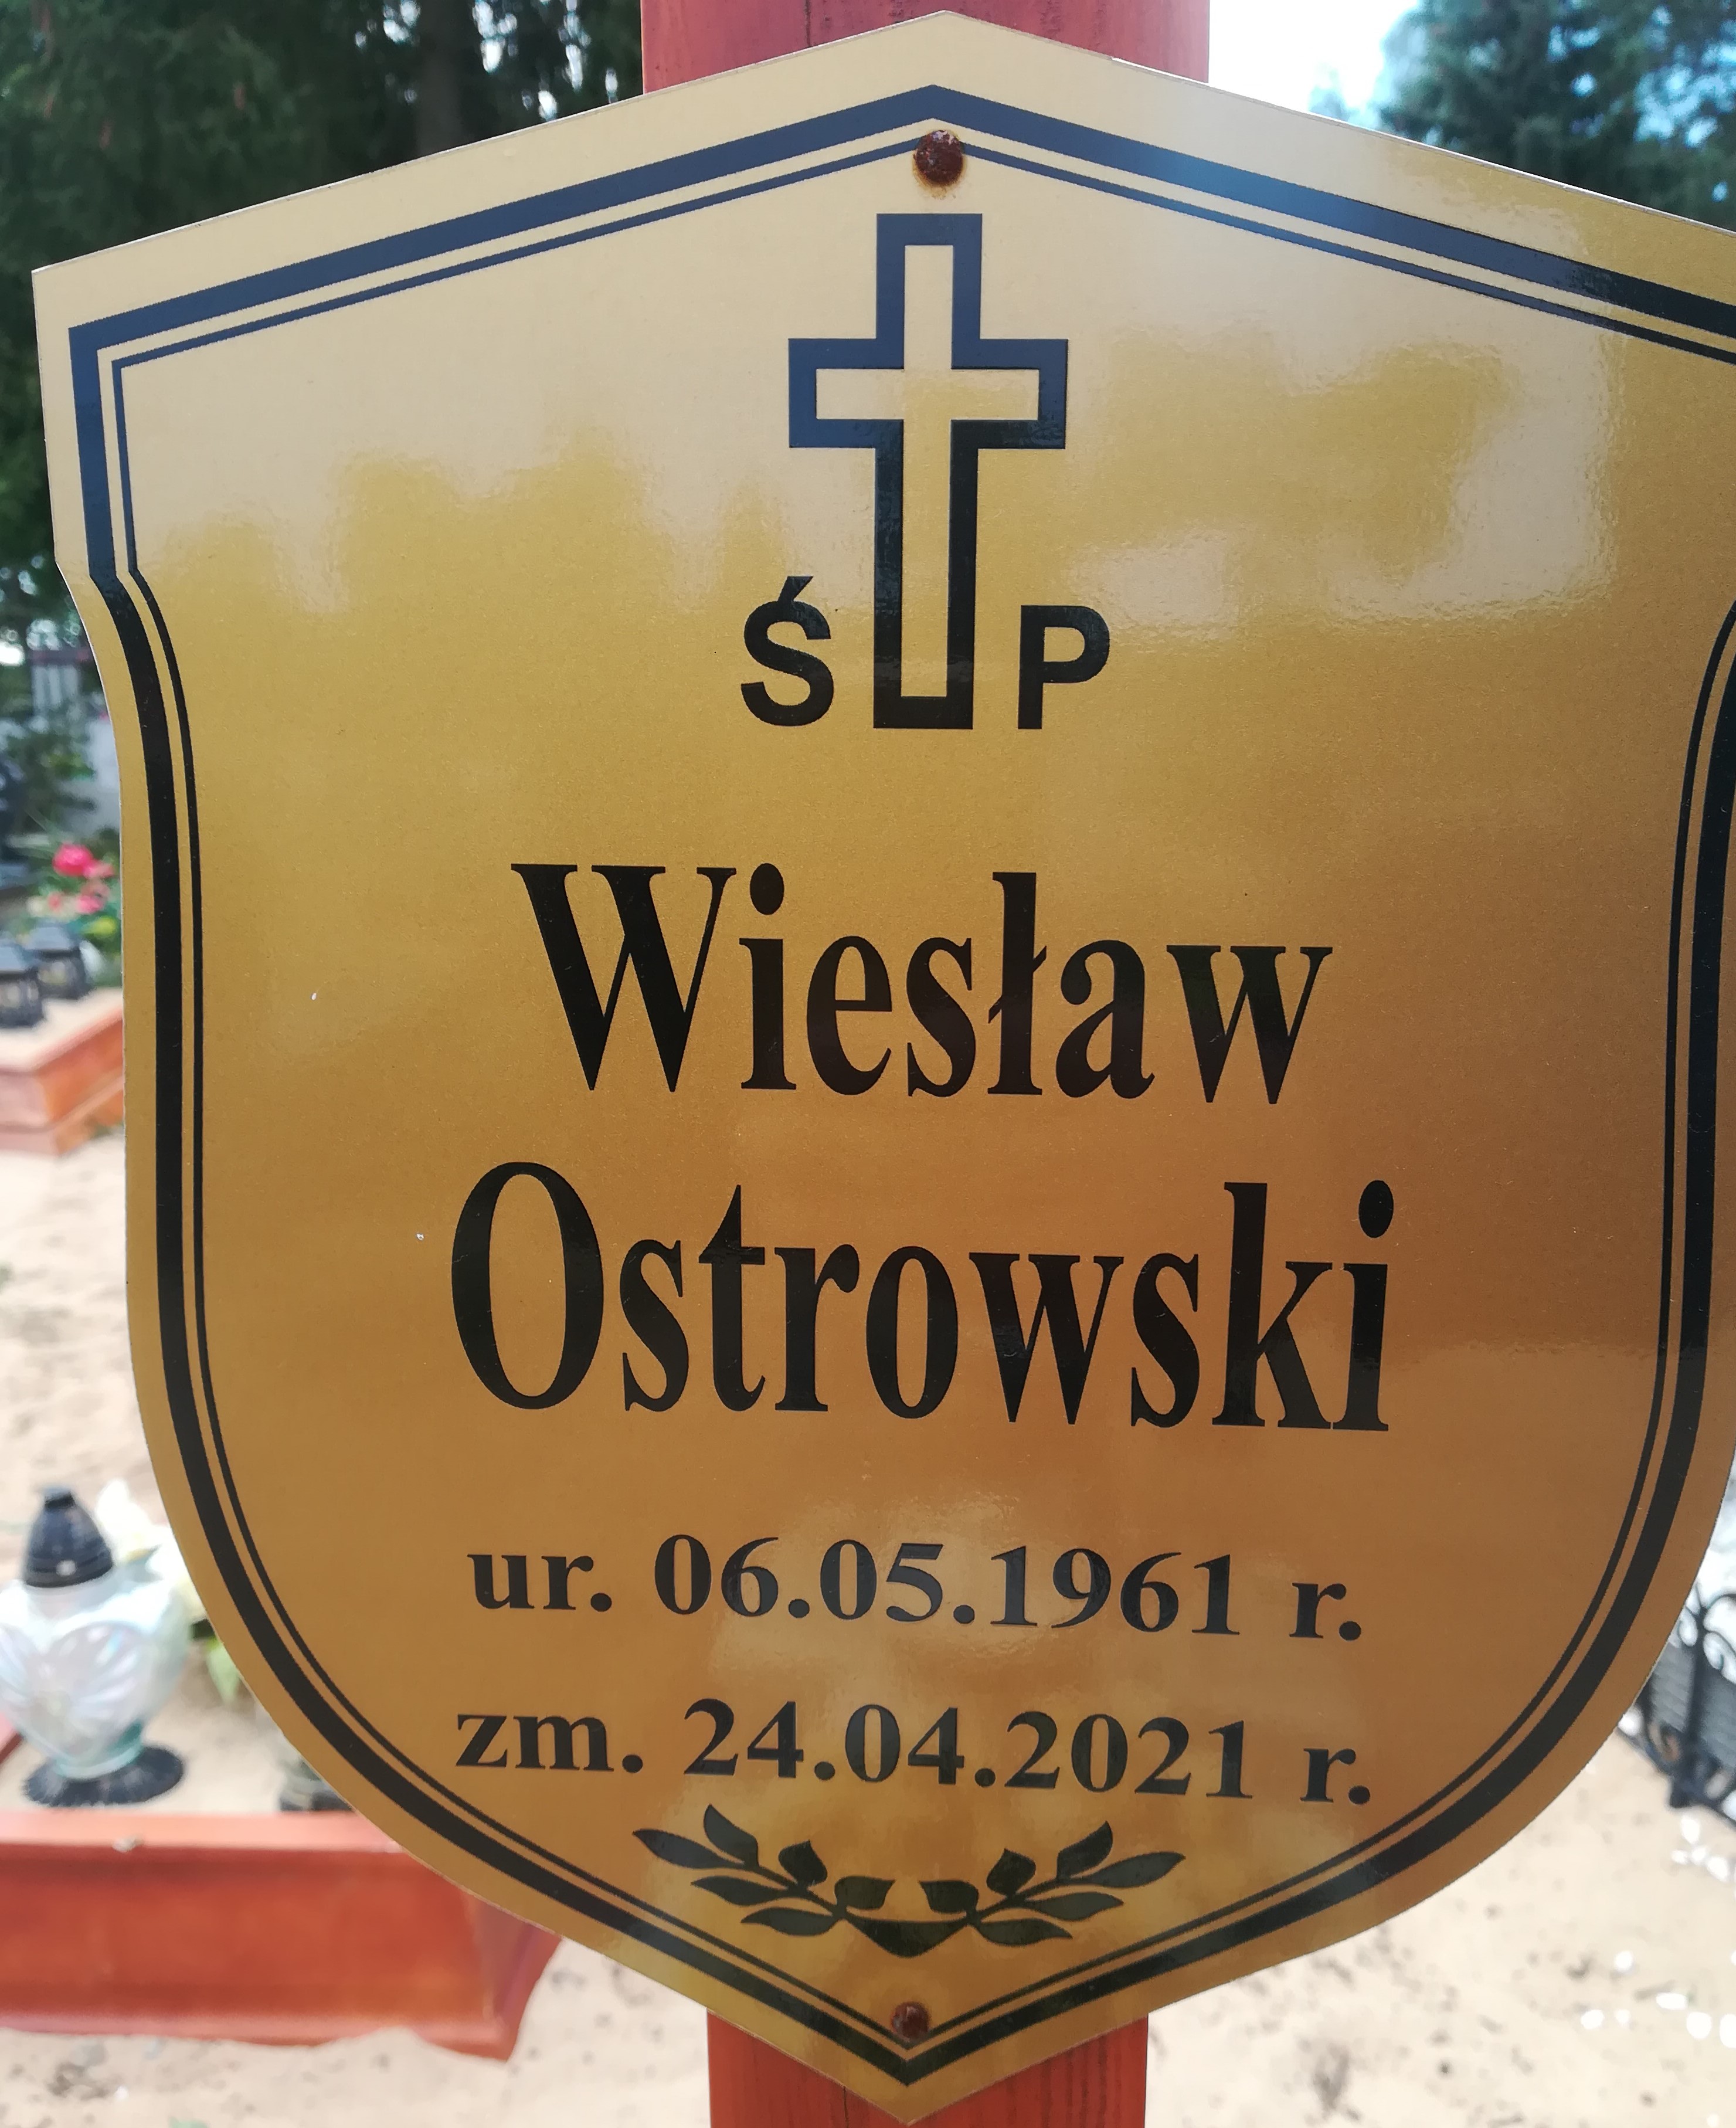 Ś P
Wiesław
Ostrowski
ur. 06.05.1961 r.
zm. 24.04.2021 r.